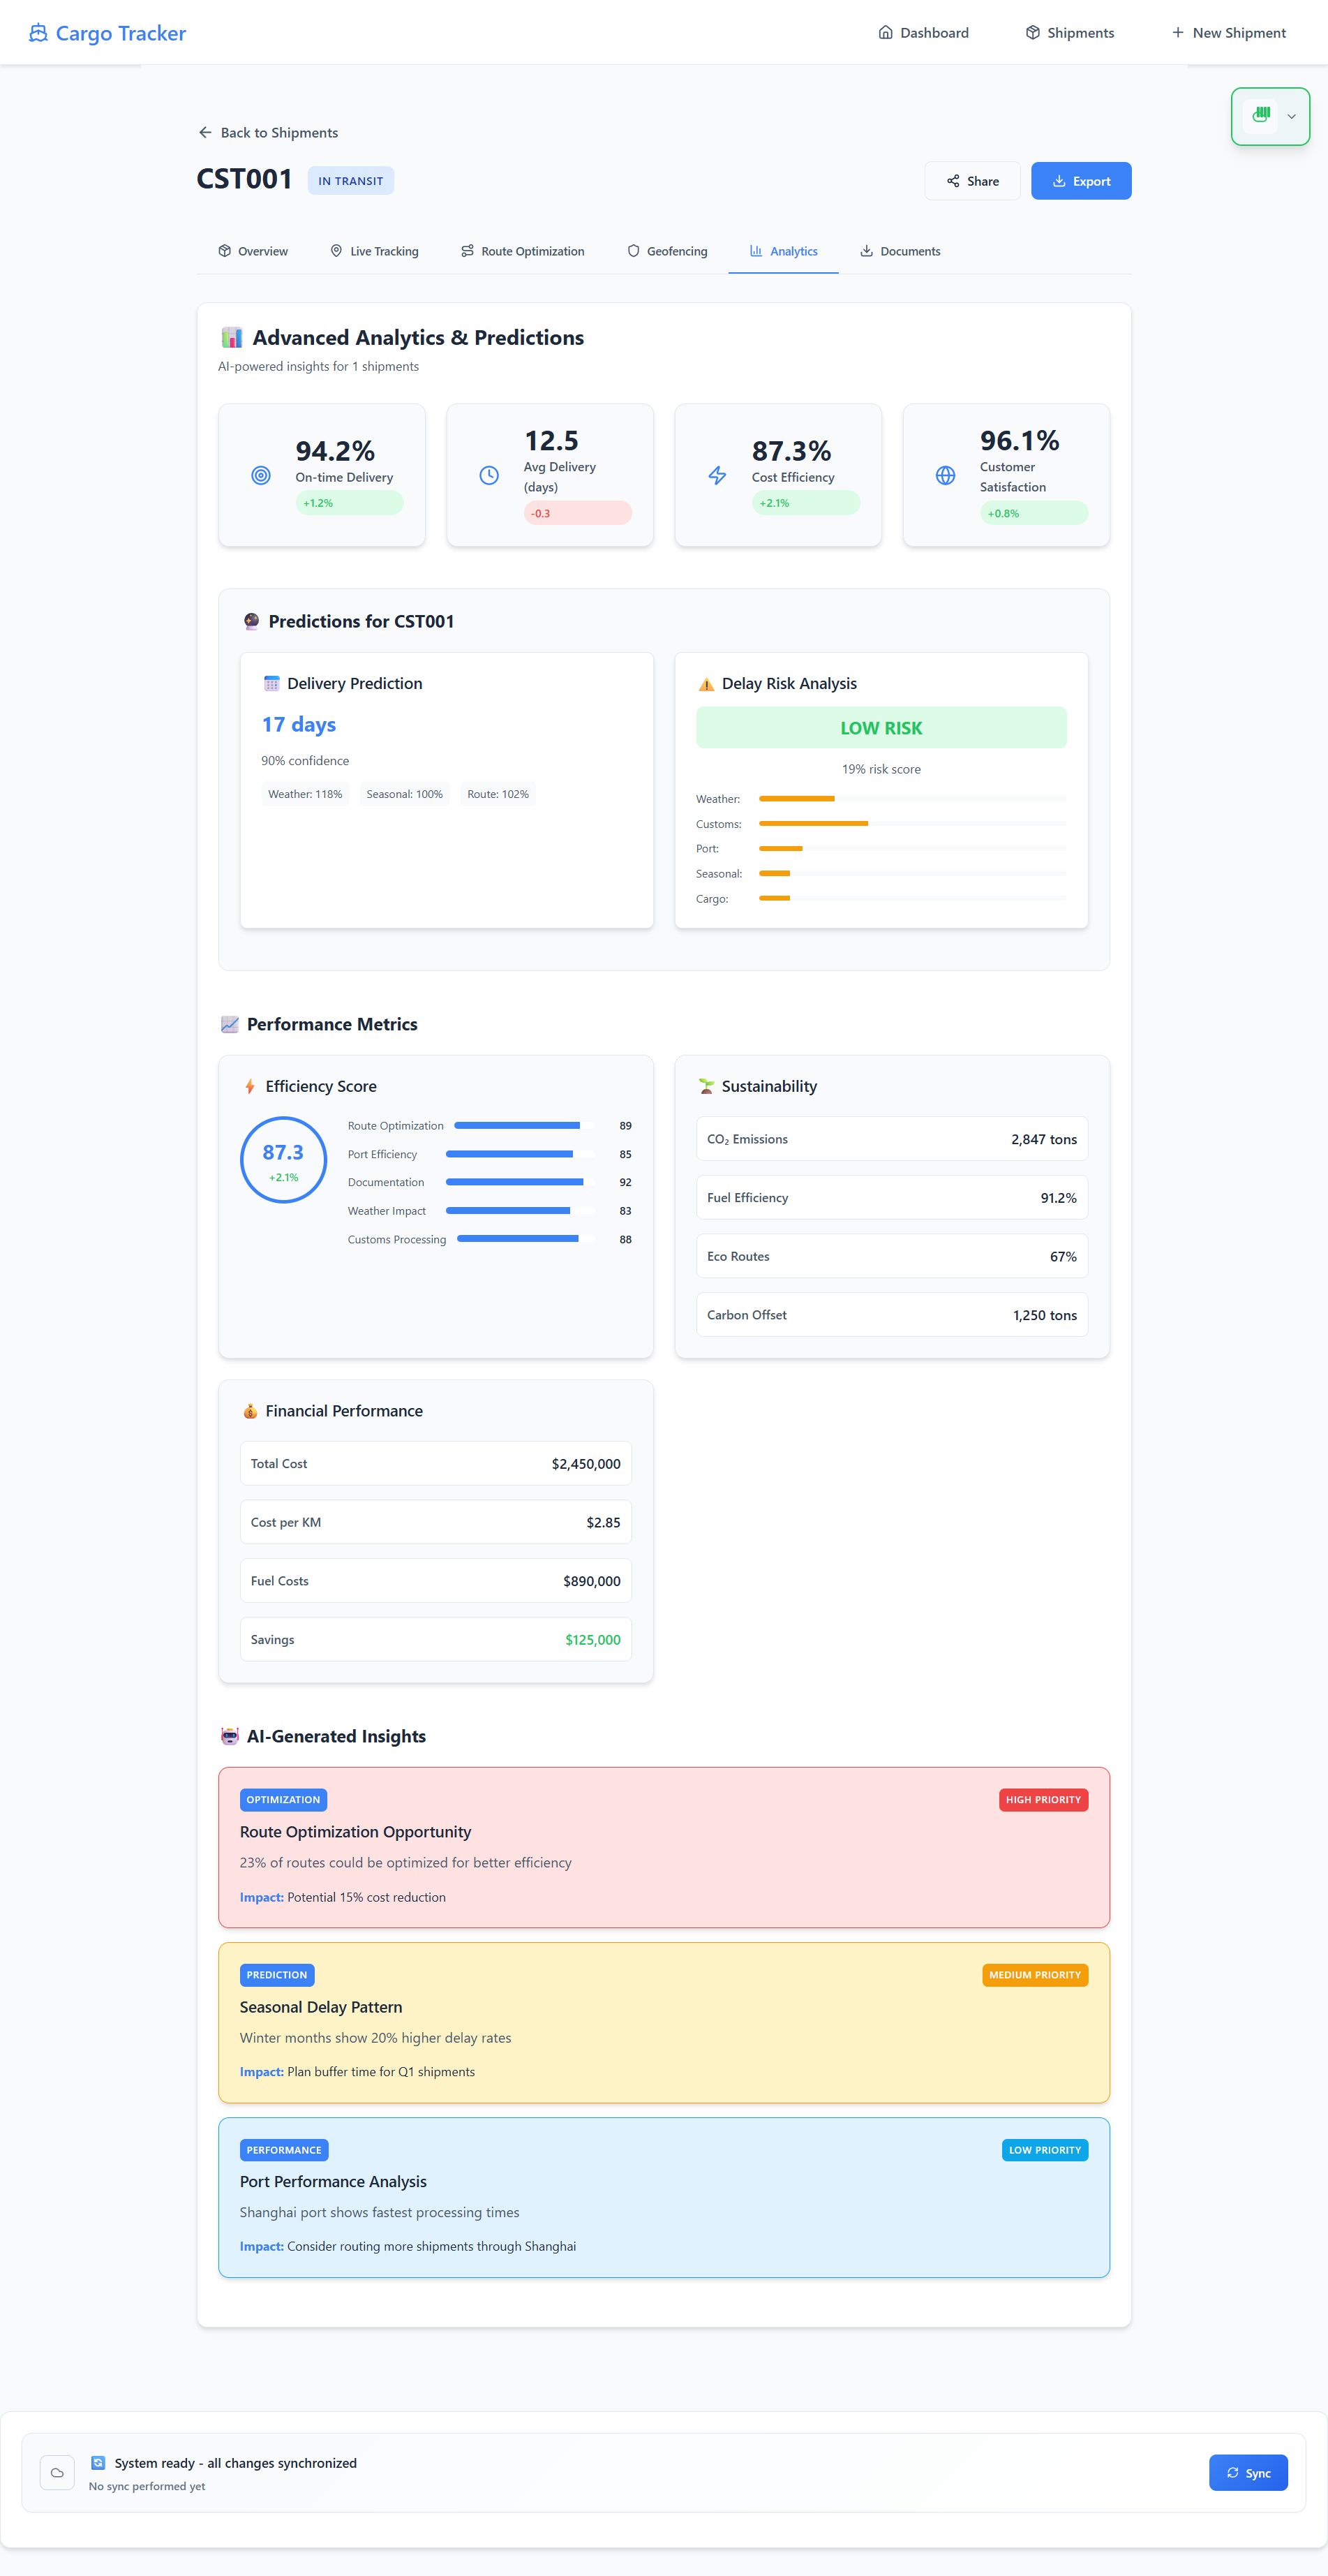 Cargo Tracker
Dashboard
Shipments
New Shipment
Back to Shipments
CST001
IN TRANSIT
Share
Export
Overview
Live Tracking
Route Optimization
Geofencing
Analytics
Documents
Advanced Analytics & Predictions
AI-powered insights for 1 shipments
94.2%
On-time Delivery
+1.2%
12.5
Avg Delivery
(days)
-0.3
87.3%
Cost Efficiency
+2.1%
96.1%
Customer
Satisfaction
+0.8%
Predictions for CST001
Delivery Prediction
17 days
90% confidence
Weather: 118%
Seasonal: 100%
Route: 102%
Delay Risk Analysis
LOW RISK
19% risk score
Weather:
Customs:
Port:
Seasonal:
Cargo:
Performance Metrics
Efficiency Score
87.3
+2.1%
Route Optimization 89
Port Efficiency 85
Documentation 92
Weather Impact 83
Customs Processing 88
Sustainability
CO₂ Emissions 2,847 tons
Fuel Efficiency 91.2%
Eco Routes 67%
Carbon Offset 1,250 tons
Financial Performance
Total Cost $2,450,000
Cost per KM $2.85
Fuel Costs $890,000
Savings $125,000
AI-Generated Insights
OPTIMIZATION
HIGH PRIORITY
Route Optimization Opportunity
23% of routes could be optimized for better efficiency
Impact: Potential 15% cost reduction
PREDICTION
MEDIUM PRIORITY
Seasonal Delay Pattern
Winter months show 20% higher delay rates
Impact: Plan buffer time for Q1 shipments
PERFORMANCE
LOW PRIORITY
Port Performance Analysis
Shanghai port shows fastest processing times
Impact: Consider routing more shipments through Shanghai
System ready - all changes synchronized
No sync performed yet
Sync